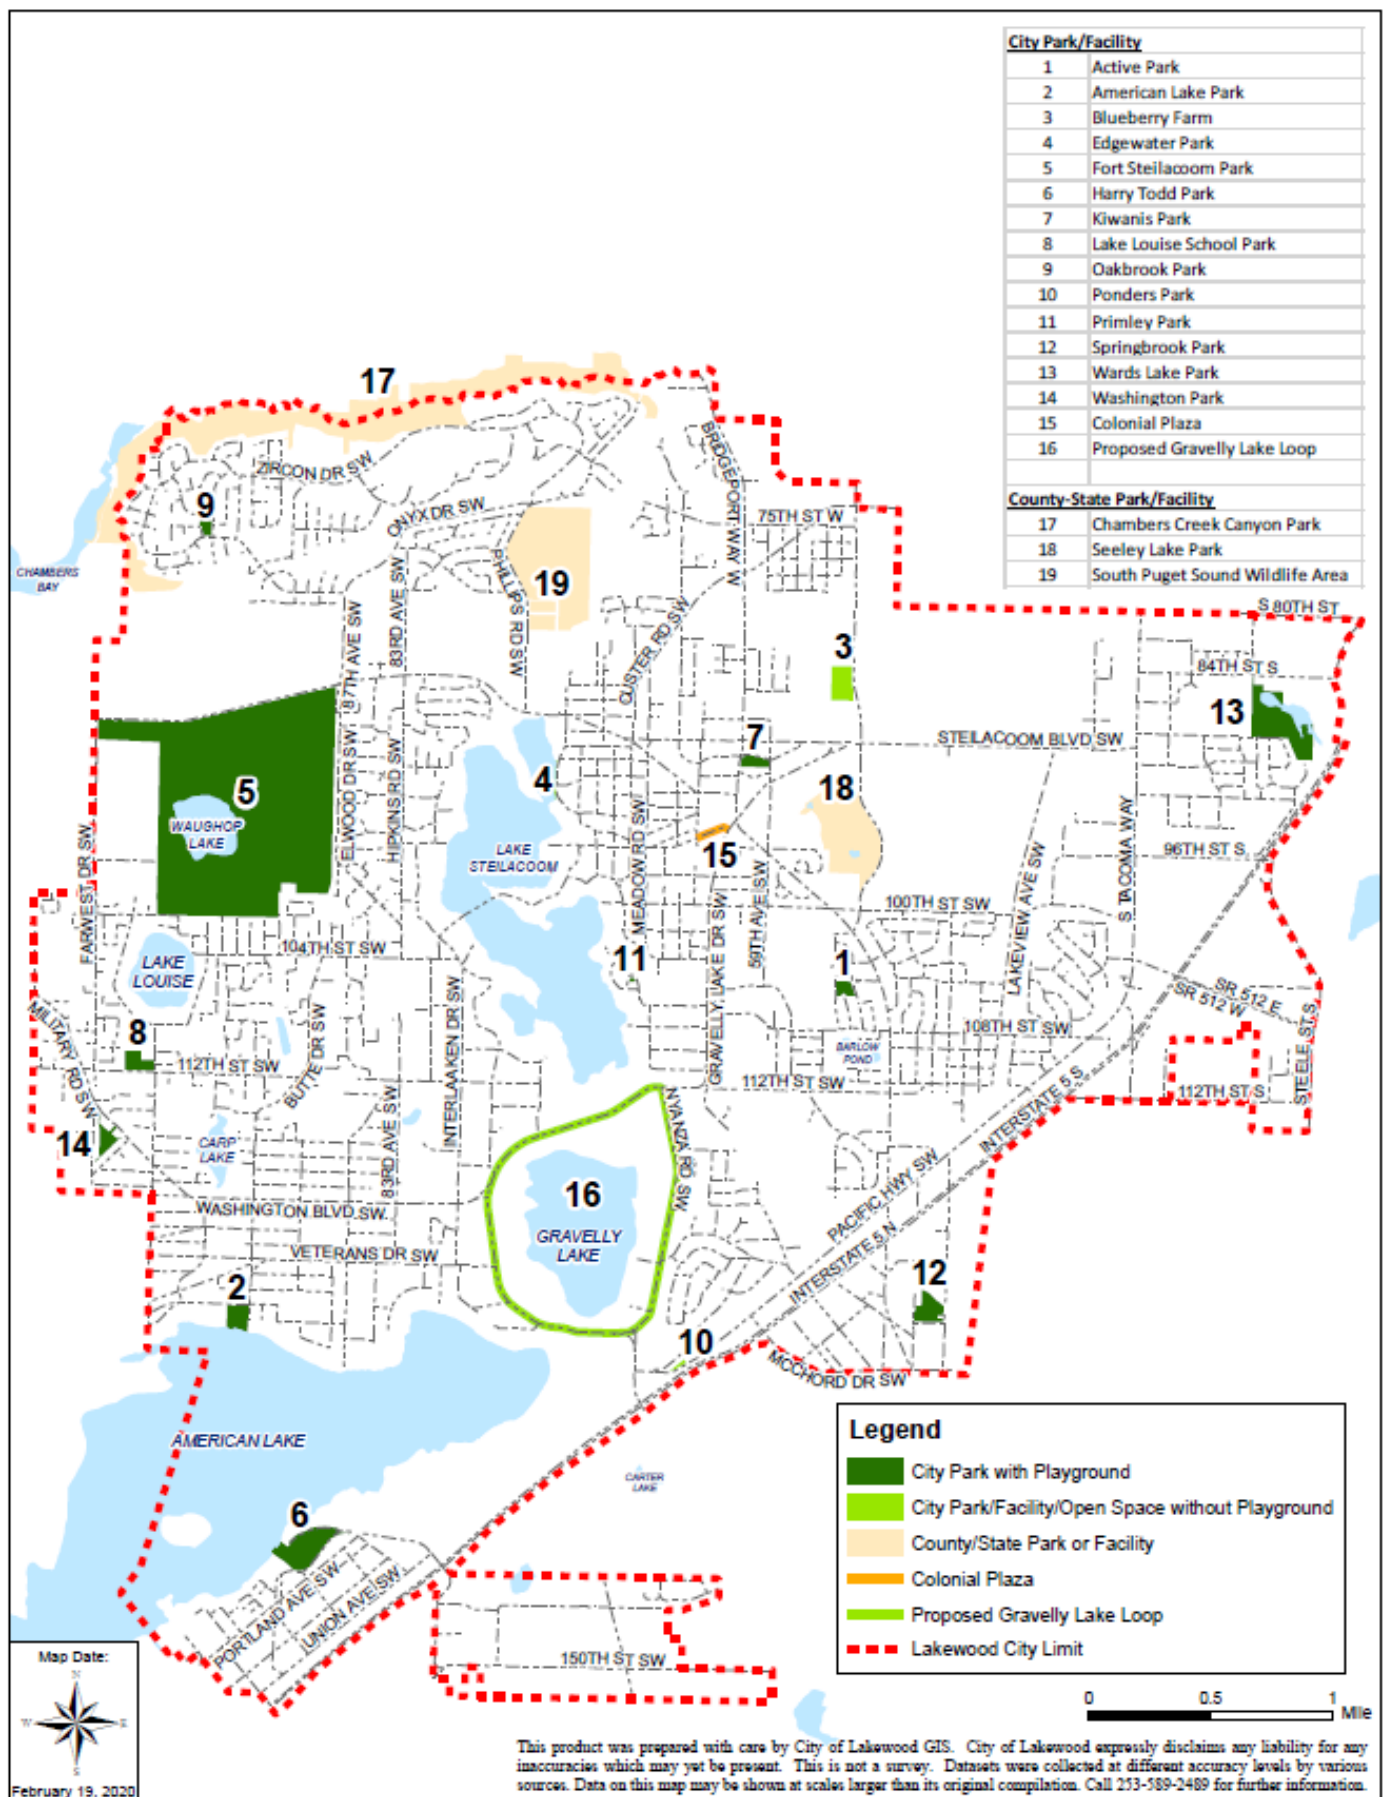 City Park/Facility
1 Active Park
2 American Lake Park
3 Blueberry Farm
4 Edgewater Park
5 Fort Steilacoom Park
6 Harry Todd Park
7 Kiwanis Park
8 Lake Louise School Park
9 Oakbrook Park
10 Ponders Park
11 Primley Park
12 Springbrook Park
13 Wards Lake Park
14 Washington Park
15 Colonial Plaza
16 Proposed Gravelly Lake Loop
County-State Park/Facility
17 Chambers Creek Canyon Park
18 Seeley Lake Park
19 South Puget Sound Wildlife Area
17
BRIDGEPORT WAY W
ZIRCON DR SW
9
ONYX DR SW
75TH ST W
CHAMBERS
BAY
PHILLIPS RD SW
19
83RD AVE SW
87TH AVE SW
S 80TH ST
CUSTER RD SW
3
84TH ST S
13
STEILACOOM BLVD SW
7
4
18
5
ELWOOD DR SW
HIPKINS RD SW
MEADOW RD SW
WAUGHOP
LAKE
LAKE
STEILACOOM
15
96TH ST S
S TACOMA WAY
FARWEST DR SW
59TH AVE SW
LAKEVIEW AVE SW
100TH ST SW
GRAVELLY LAKE DR SW
104TH ST SW
11
1
LAKE
LOUISE
SR 512 E
SR 512 W
INTERLAAKEN DR SW
MILITARY RD SW
8
BUTTE DR SW
108TH ST SW
BARLOW
POND
112TH ST SW
112TH ST SW
STEELE ST S
112TH ST S
NYANZA RD SW
INTERSTATE 5 S
14
CARP
LAKE
83RD AVE SW
16
GRAVELLY
LAKE
WASHINGTON BLVD SW
PACIFIC HWY SW
INTERSTATE 5 N
VETERANS DR SW
2
12
10
MCCHORD DR SW
AMERICAN LAKE
CARTER
LAKE
6
PORTLAND AVE SW
UNION AVE SW
150TH ST SW
Legend
City Park with Playground
City Park/Facility/Open Space without Playground
County/State Park or Facility
Colonial Plaza
Proposed Gravelly Lake Loop
Lakewood City Limit
Map Date:
N
W E
S
February 19, 2020
0 0.5 1
Mile
This product was prepared with care by City of Lakewood GIS. City of Lakewood expressly disclaims any liability for any
inaccuracies which may yet be present. This is not a survey. Datasets were collected at different accuracy levels by various
sources. Data on this map may be shown at scales larger than its original compilation. Call 253-589-2489 for further information.